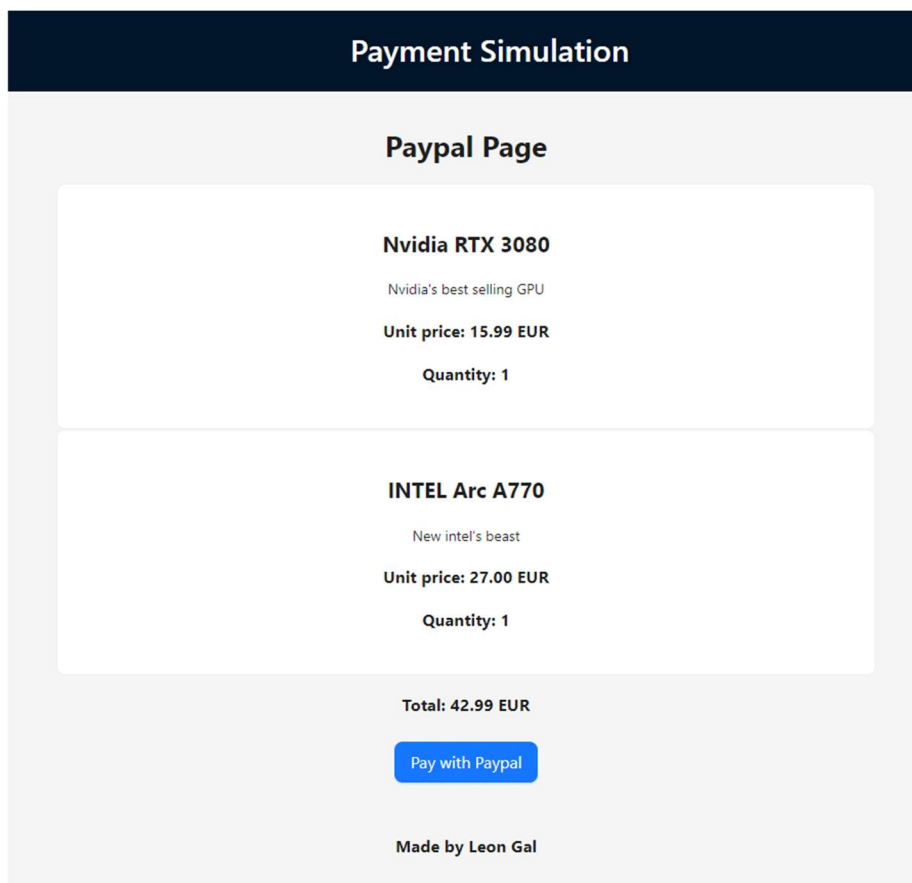 Payment Simulation
Paypal Page
Nvidia RTX 3080
Nvidia's best selling GPU
Unit price: 15.99 EUR
Quantity: 1
INTEL Arc A770
New intel's beast
Unit price: 27.00 EUR
Quantity: 1
Total: 42.99 EUR
Pay with Paypal
Made by Leon Gal